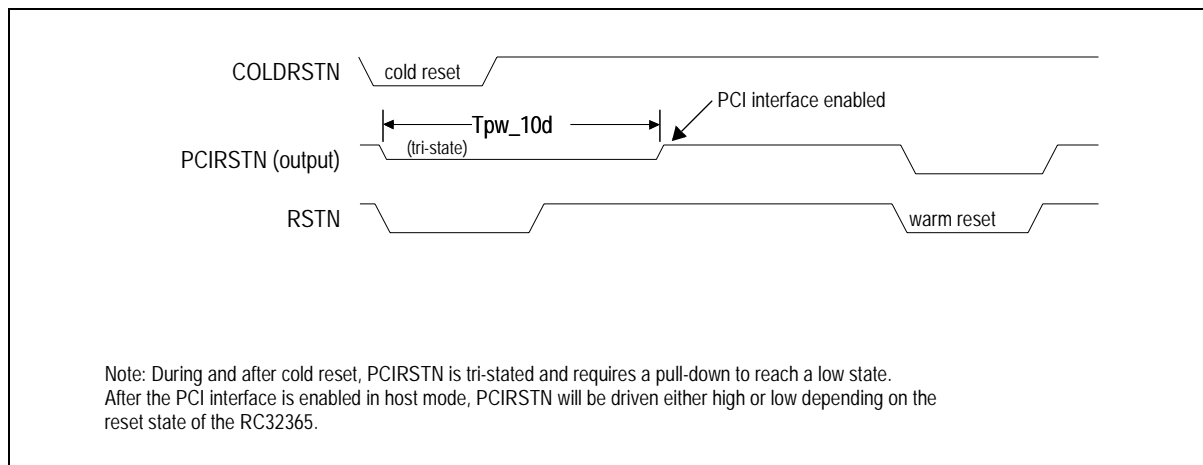 COLDRSTN
cold reset
PCI interface enabled
Tpw_10d
PCIRSTN (output)
(tri-state)
RSTN
warm reset
Note: During and after cold reset, PCIRSTN is tri-stated and requires a pull-down to reach a low state.
After the PCI interface is enabled in host mode, PCIRSTN will be driven either high or low depending on the
reset state of the RC32365.